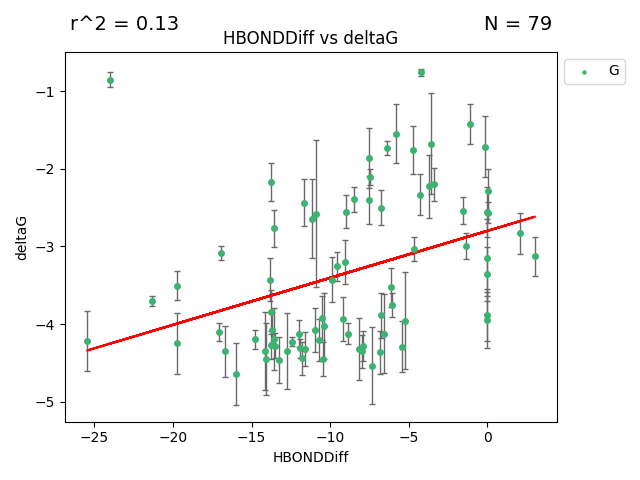 r^2 = 0.13
N = 79
HBONDDiff vs deltaG
G
−1
−2
−3
−4
−5
deltaG
−25
−20
−15
−10
−5
0
HBONDDiff